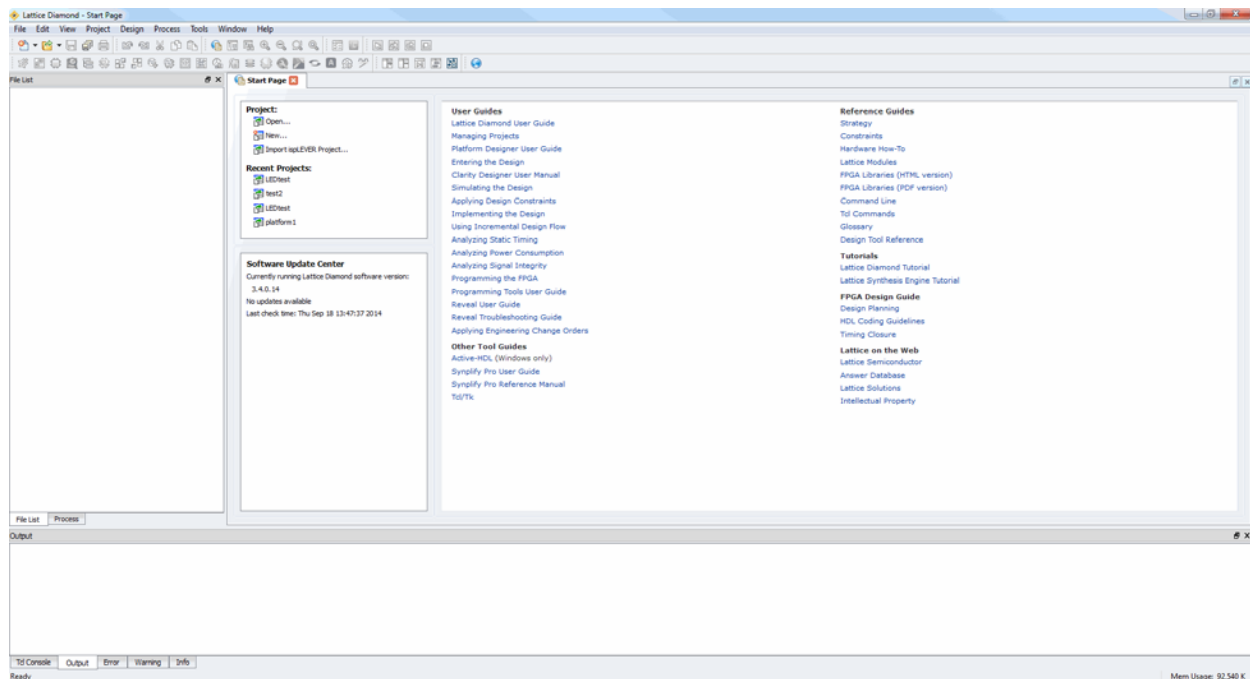 Lattice Diamond - Start Page
File Edit View Project Design Process Tools Window Help
File List
Start Page
Project:
Open...
New...
Import ispLEVER Project...
Recent Projects:
LEDtest
test2
LEDtest
platform1
Software Update Center
Currently running Lattice Diamond software version:
3.4.0.14
No updates available
Last check time: Thu Sep 18 13:47:37 2014
User Guides
Lattice Diamond User Guide
Managing Projects
Platform Designer User Guide
Entering the Design
Clarity Designer User Manual
Simulating the Design
Applying Design Constraints
Implementing the Design
Using Incremental Design Flow
Analyzing Static Timing
Analyzing Power Consumption
Analyzing Signal Integrity
Programming the FPGA
Programming Tools User Guide
Reveal User Guide
Reveal Troubleshooting Guide
Applying Engineering Change Orders
Other Tool Guides
Active-HDL (Windows only)
Synplify Pro User Guide
Synplify Pro Reference Manual
Tcl/Tk
Reference Guides
Strategy
Constraints
Hardware How-To
Lattice Modules
FPGA Libraries (HTML version)
FPGA Libraries (PDF version)
Command Line
Tcl Commands
Glossary
Design Tool Reference
Tutorials
Lattice Diamond Tutorial
Lattice Synthesis Engine Tutorial
FPGA Design Guide
Design Planning
HDL Coding Guidelines
Timing Closure
Lattice on the Web
Lattice Semiconductor
Answer Database
Lattice Solutions
Intellectual Property
File List Process
Output
Tcl Console Output Error Warning Info
Ready
Mem Usage: 92,540 K